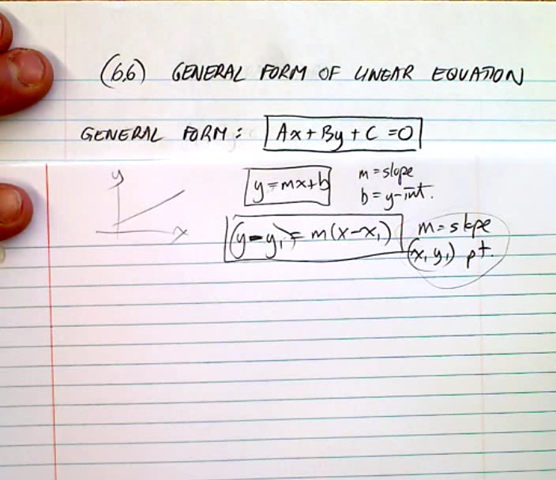 (6.6) GENERAL FORM OF LINEAR EQUATION
GENERAL FORM: Ax + By + C = 0
y
x
y = mx + b
m = slope
b = y-int.
(y - y₁) = m(x - x₁)
m = slope
(x₁ y₁) pt.